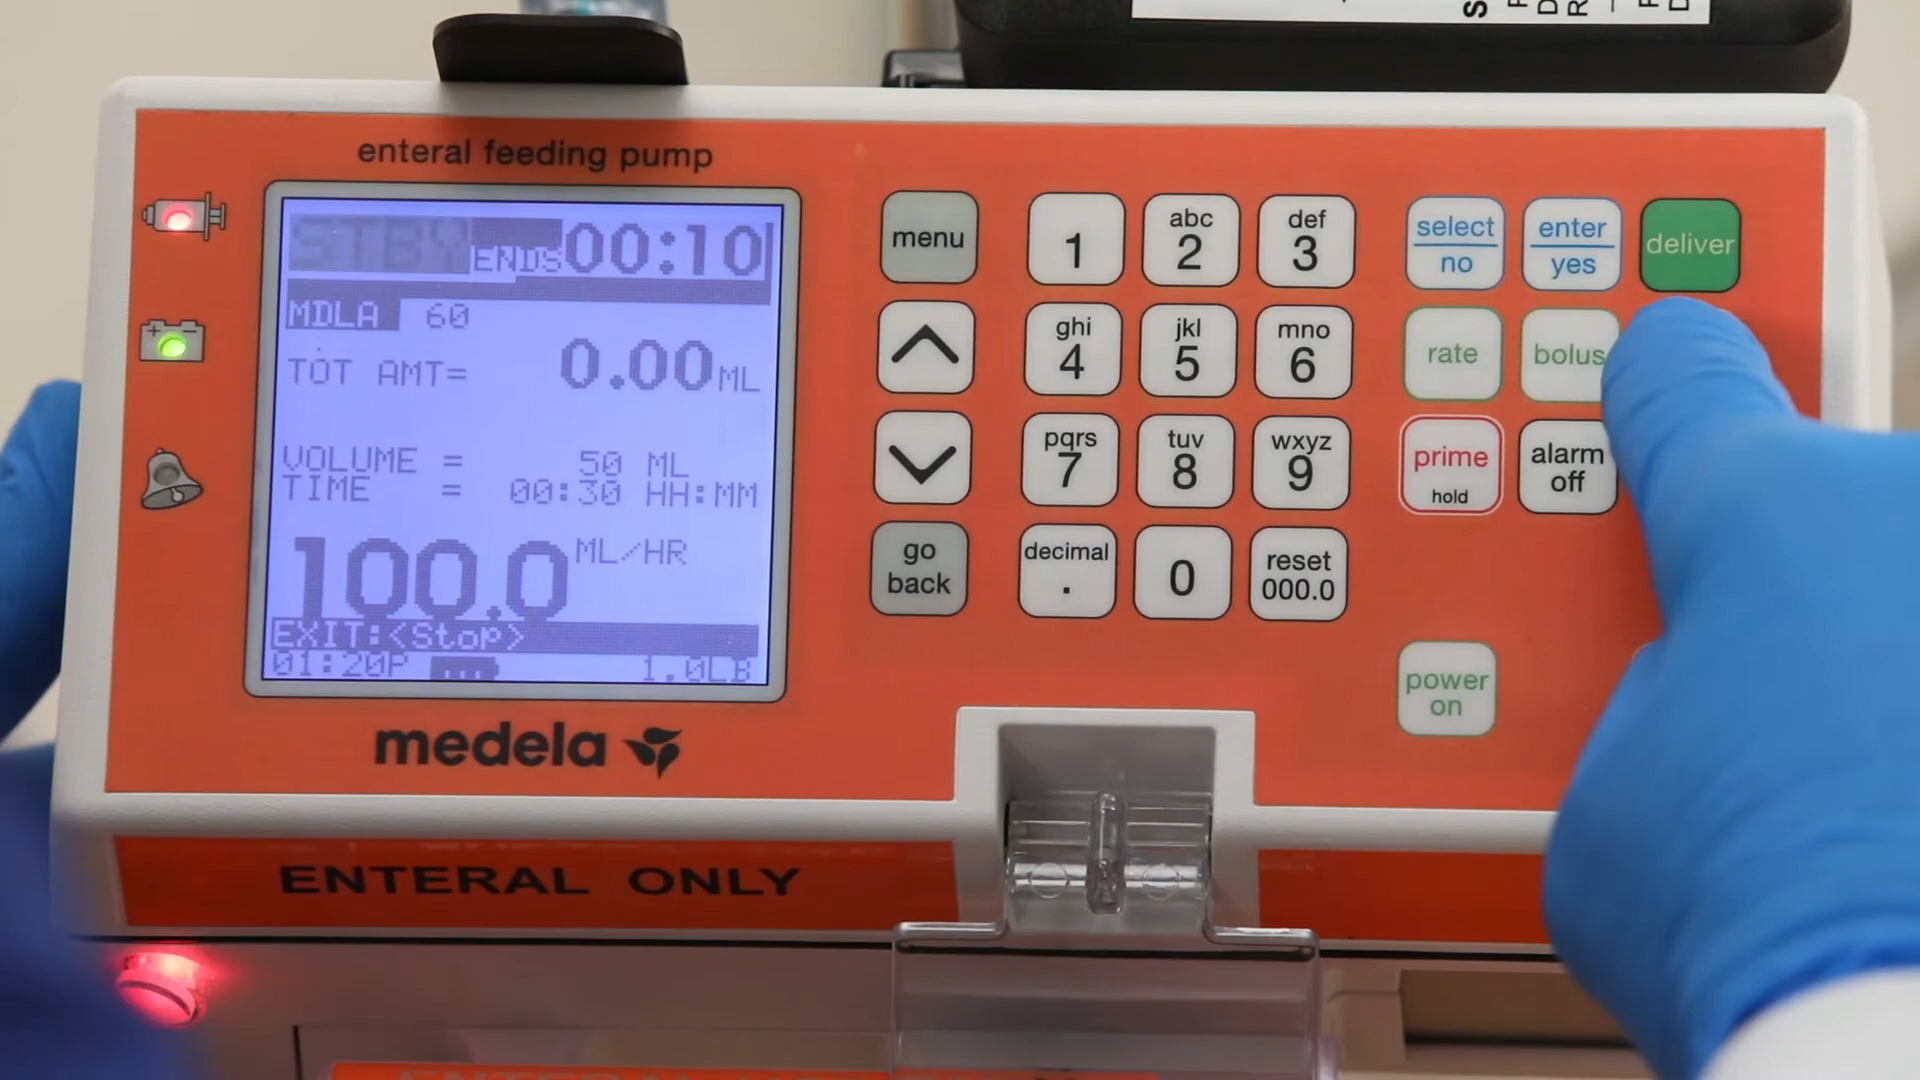 enteral feeding pump
STBY ENDS 00:10
MDLA 60
TOT AMT= 0.00 ML
VOLUME = 50 ML
TIME = 00:30 HH:MM
100.0 ML/HR
EXIT:<Stop>
01:20P 1.0LB
medela
ENTERAL ONLY
menu
go
back
1
abc
2
def
3
ghi
4
jkl
5
mno
6
pqrs
7
tuv
8
wxyz
9
decimal
.
0
reset
000.0
select
no
enter
yes
deliver
rate
bolus
prime
hold
alarm
off
power
on